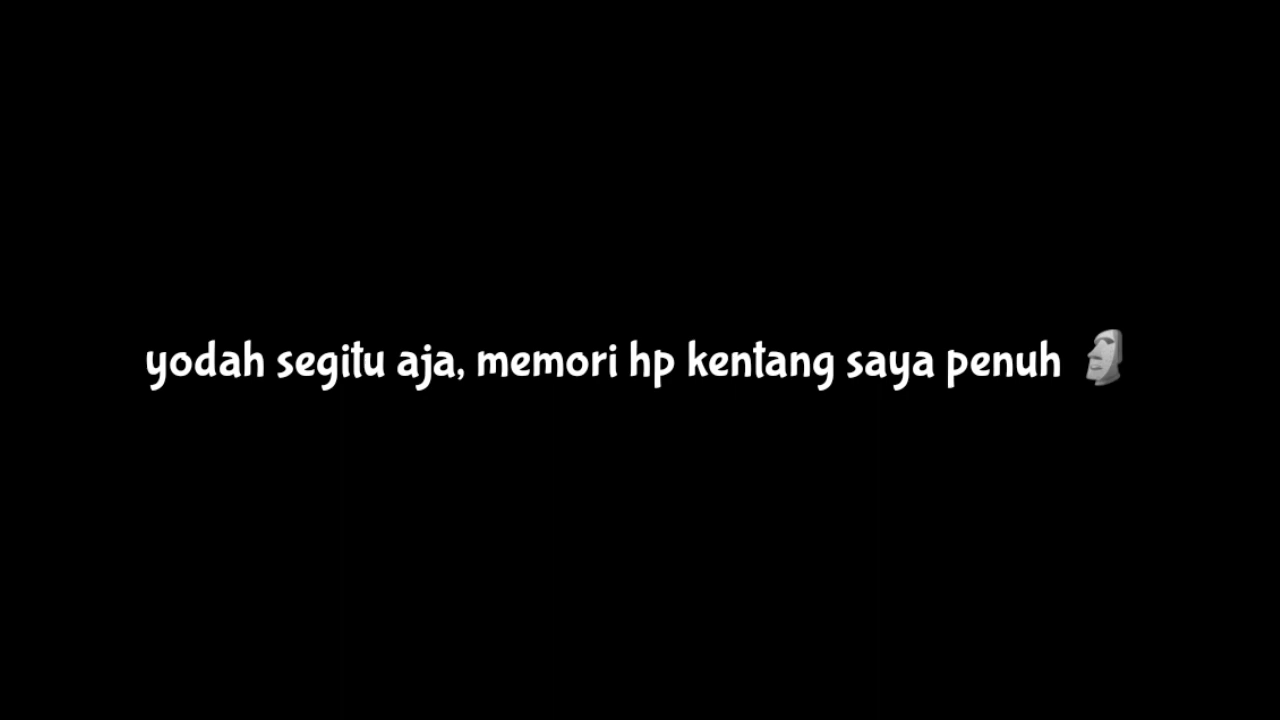 yodah segitu aja, memori hp kentang saya penuh 🗿